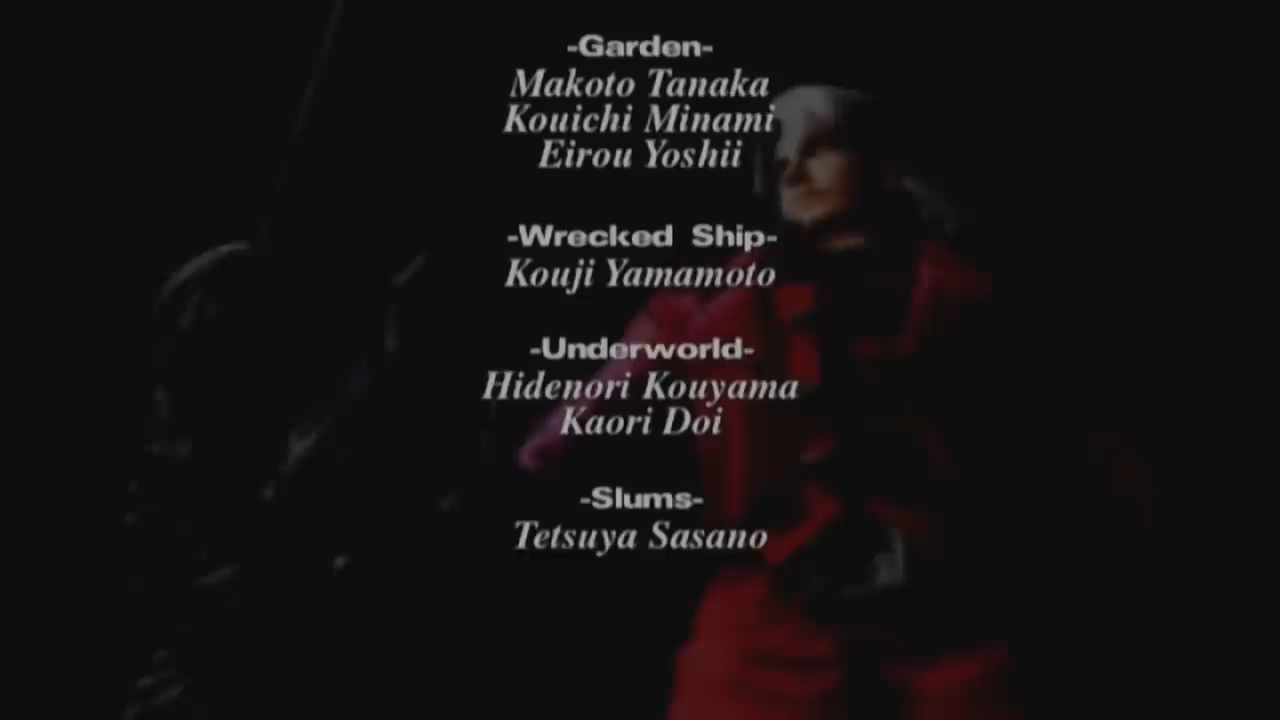 -Garden-
Makoto Tanaka
Kouichi Minami
Eirou Yoshii
-Wrecked Ship-
Kouji Yamamoto
-Underworld-
Hidenori Kouyama
Kaori Doi
-Slums-
Tetsuya Sasano